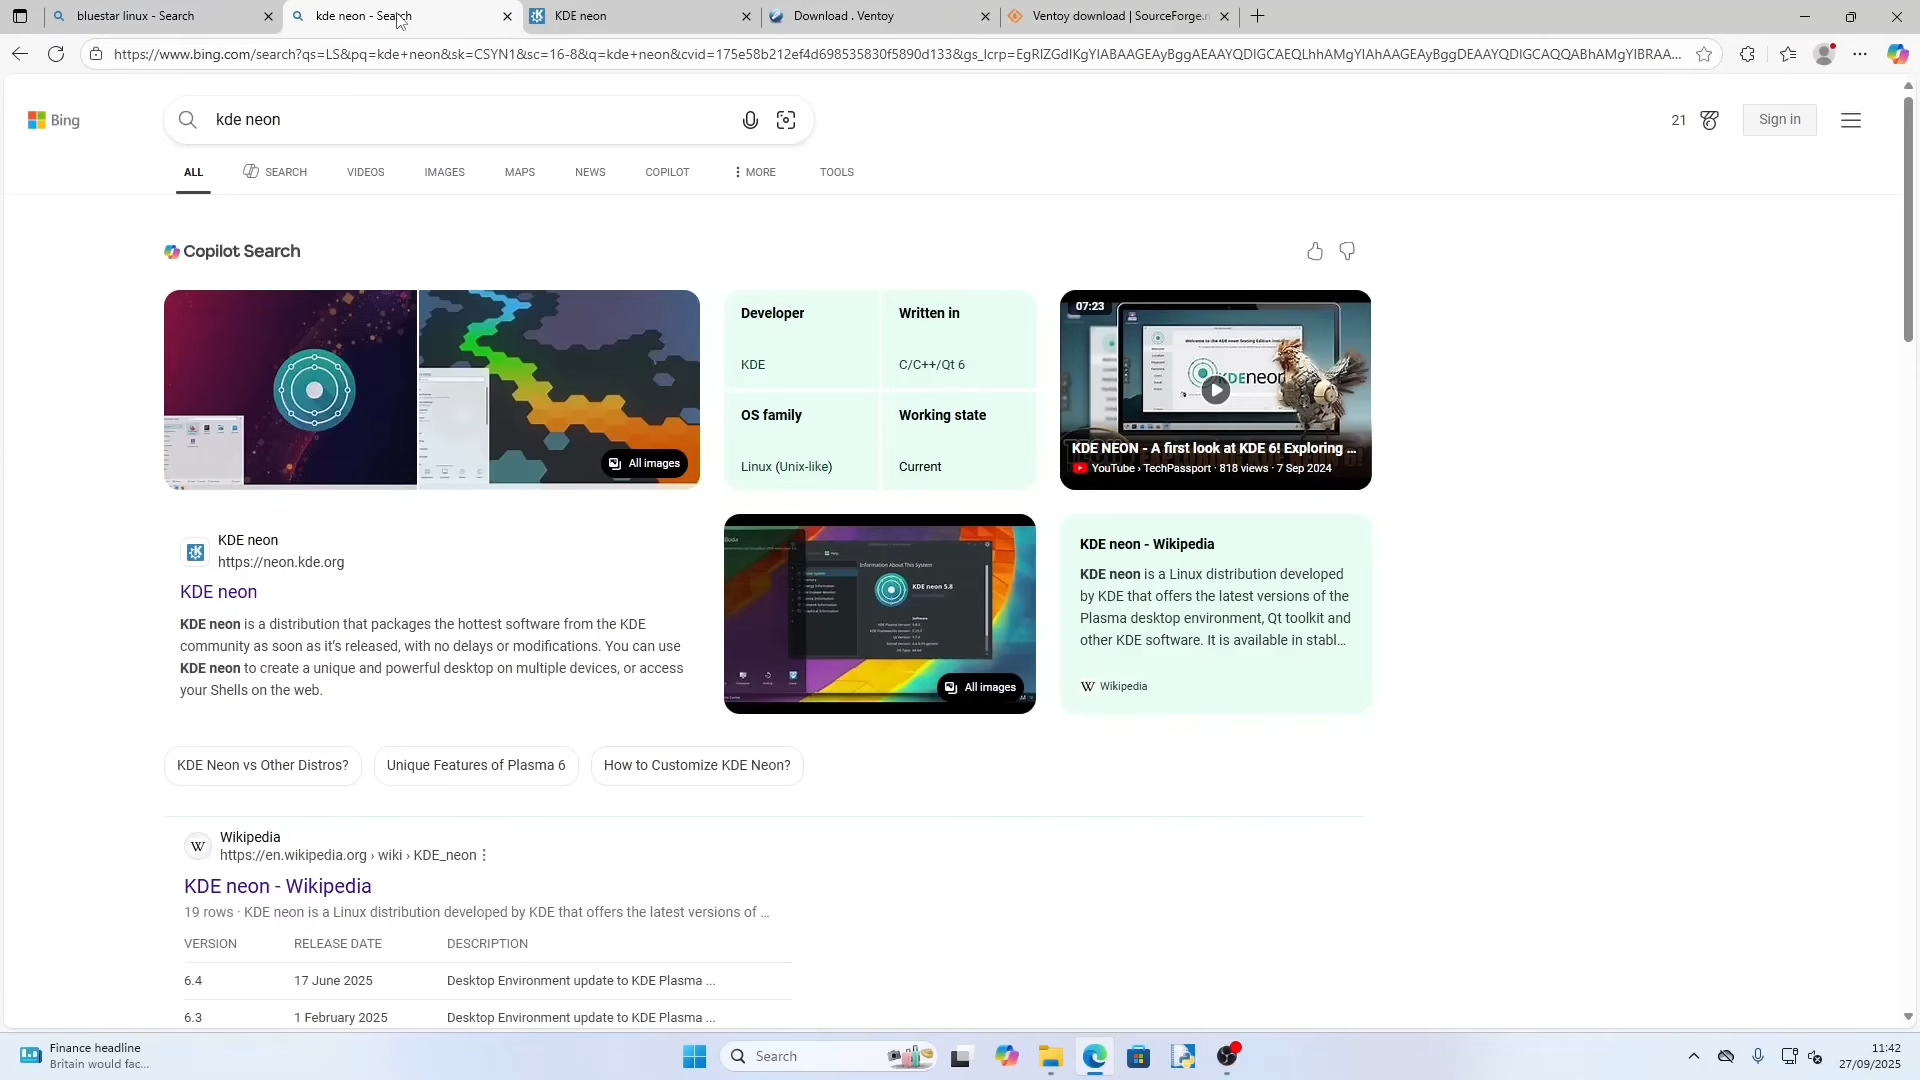 bluestar linux - Search
kde neon - Search
KDE neon
Download . Ventoy
Ventoy download | SourceForge.n
https://www.bing.com/search?qs=LS&pq=kde+neon&sk=CSYN1&sc=16-8&q=kde+neon&cvid=175e58b212ef4d698535830f5890d133&gs_lcrp=EgRlZGdlKgYIABAAGEAyBggAEAAYQDIGCAEQLhhAMgYIAhAAGEAyBggDEAAYQDIGCAQQABhAMgYIBRAA...
Bing
kde neon
21
Sign in
ALL
SEARCH
VIDEOS
IMAGES
MAPS
NEWS
COPILOT
MORE
TOOLS
Copilot Search
All images
Developer
KDE
Written in
C/C++/Qt 6
OS family
Linux (Unix-like)
Working state
Current
07:23
KDEneon
KDE NEON - A first look at KDE 6! Exploring ...
YouTube › TechPassport · 818 views · 7 Sep 2024
KDE neon
https://neon.kde.org
KDE neon
KDE neon is a distribution that packages the hottest software from the KDE
community as soon as it's released, with no delays or modifications. You can use
KDE neon to create a unique and powerful desktop on multiple devices, or access
your Shells on the web.
Information About This System
KDE neon 5.8
All images
KDE neon - Wikipedia
KDE neon is a Linux distribution developed
by KDE that offers the latest versions of the
Plasma desktop environment, Qt toolkit and
other KDE software. It is available in stabl...
Wikipedia
KDE Neon vs Other Distros?
Unique Features of Plasma 6
How to Customize KDE Neon?
Wikipedia
https://en.wikipedia.org › wiki › KDE_neon
KDE neon - Wikipedia
19 rows · KDE neon is a Linux distribution developed by KDE that offers the latest versions of ...
VERSION RELEASE DATE DESCRIPTION
6.4 17 June 2025 Desktop Environment update to KDE Plasma ...
6.3 1 February 2025 Desktop Environment update to KDE Plasma ...
Finance headline
Britain would fac...
Search
11:42
27/09/2025